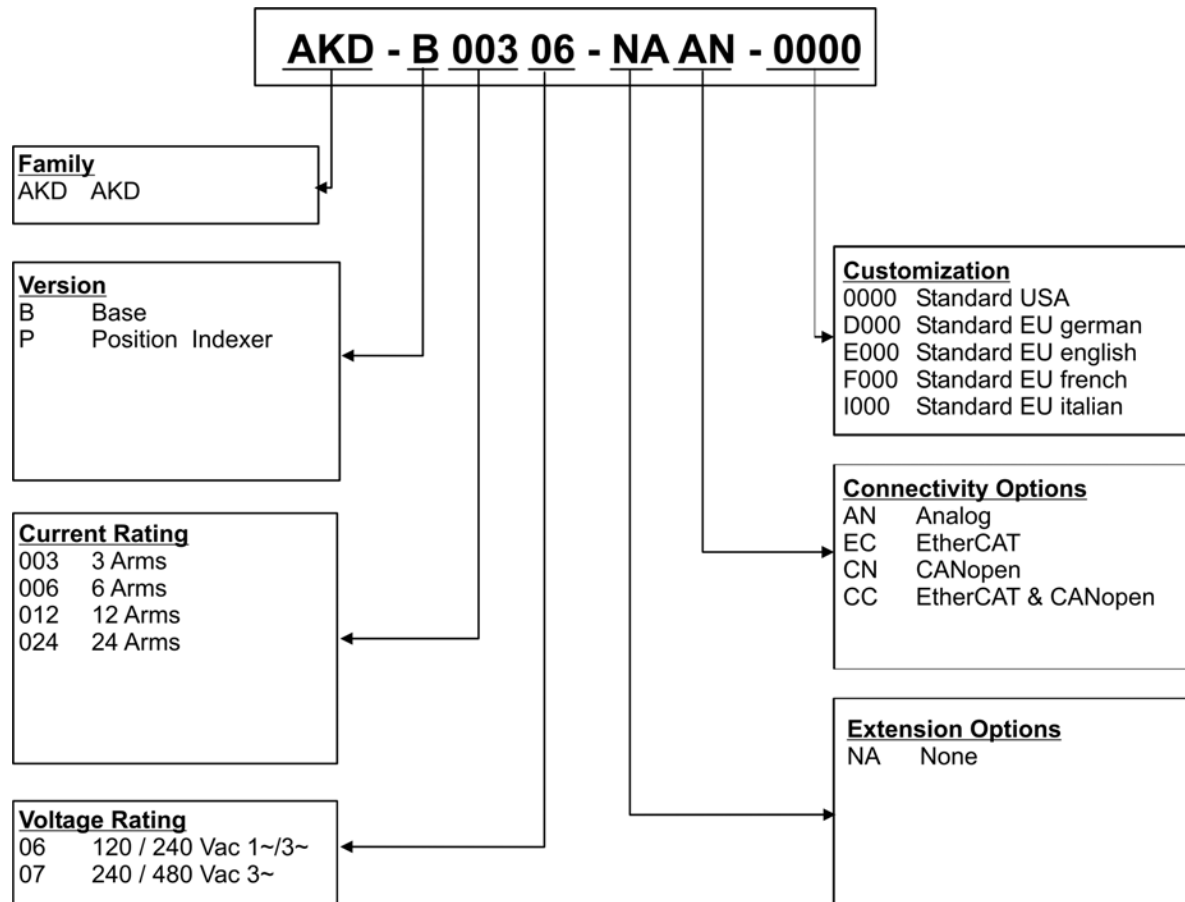 AKD - B 003 06 - NA AN - 0000
Family
AKD AKD
Version
B Base
P Position Indexer
Current Rating
003 3 Arms
006 6 Arms
012 12 Arms
024 24 Arms
Voltage Rating
06 120 / 240 Vac 1~/3~
07 240 / 480 Vac 3~
Customization
0000 Standard USA
D000 Standard EU german
E000 Standard EU english
F000 Standard EU french
I000 Standard EU italian
Connectivity Options
AN Analog
EC EtherCAT
CN CANopen
CC EtherCAT & CANopen
Extension Options
NA None